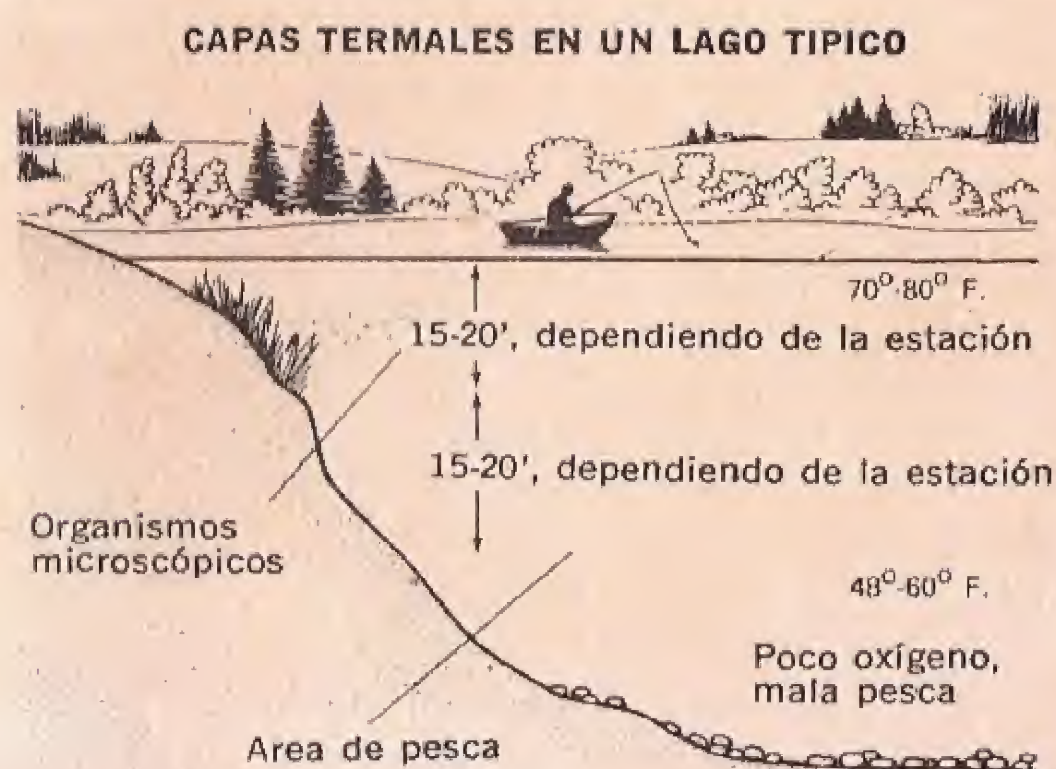 CAPAS TERMALES EN UN LAGO TIPICO
70°-80° F.
15-20', dependiendo de la estación
15-20', dependiendo de la estación
Organismos
microscópicos
48°-60° F.
Poco oxígeno,
mala pesca
Area de pesca